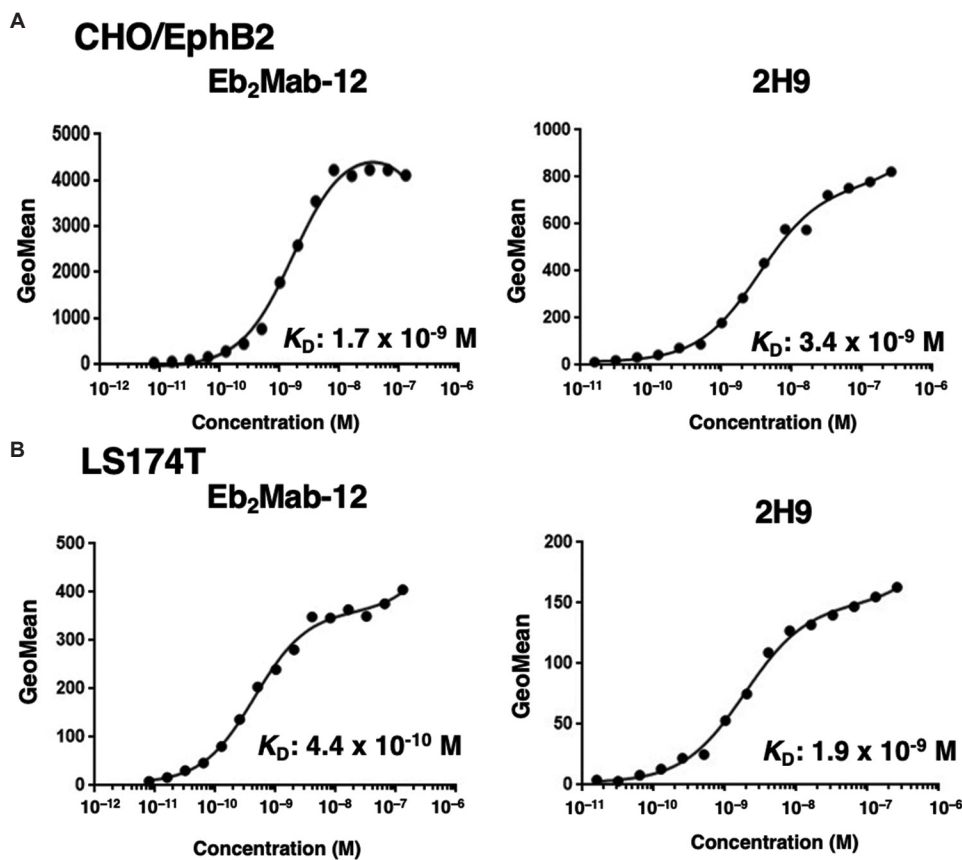 A
CHO/EphB2
Eb₂Mab-12
5000
4000
3000
2000
1000
0
GeoMean
K_D: 1.7 x 10⁻⁹ M
10⁻¹² 10⁻¹¹ 10⁻¹⁰ 10⁻⁹ 10⁻⁸ 10⁻⁷ 10⁻⁶
Concentration (M)
2H9
1000
800
600
400
200
0
GeoMean
K_D: 3.4 x 10⁻⁹ M
10⁻¹¹ 10⁻¹⁰ 10⁻⁹ 10⁻⁸ 10⁻⁷ 10⁻⁶
Concentration (M)
B
LS174T
Eb₂Mab-12
500
400
300
200
100
0
GeoMean
K_D: 4.4 x 10⁻¹⁰ M
10⁻¹² 10⁻¹¹ 10⁻¹⁰ 10⁻⁹ 10⁻⁸ 10⁻⁷ 10⁻⁶
Concentration (M)
2H9
200
150
100
50
0
GeoMean
K_D: 1.9 x 10⁻⁹ M
10⁻¹¹ 10⁻¹⁰ 10⁻⁹ 10⁻⁸ 10⁻⁷ 10⁻⁶
Concentration (M)